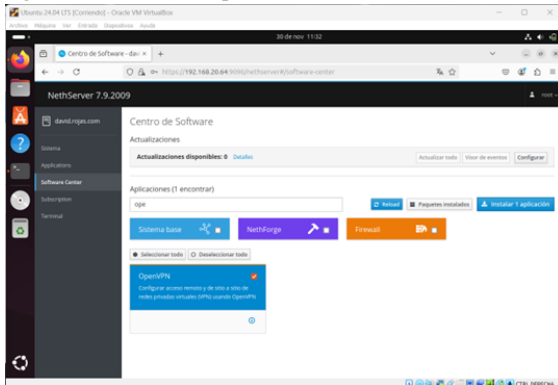 Ubuntu 24.04 LTS [Corriendo] - Oracle VM VirtualBox
Archivo Máquina Ver Entrada Dispositivos Ayuda
30 de nov 11:32
Centro de Software - dav
https://192.168.20.64:9090/nethserver#/software-center
NethServer 7.9.2009
root
david.rojas.com
Sistema
Applications
Software Center
Subscription
Terminal
Centro de Software
Actualizaciones
Actualizaciones disponibles: 0 Detalles
Actualizar todo
Visor de eventos
Configurar
Aplicaciones (1 encontrar)
ope
Reload
Paquetes instalados
Instalar 1 aplicación
Sistema base
NethForge
Firewall
Seleccionar todo
Deseleccionar todo
OpenVPN
Configurar acceso remoto y de sitio a sitio de
redes privadas virtuales (VPN) usando OpenVPN
CTRL DERECHA